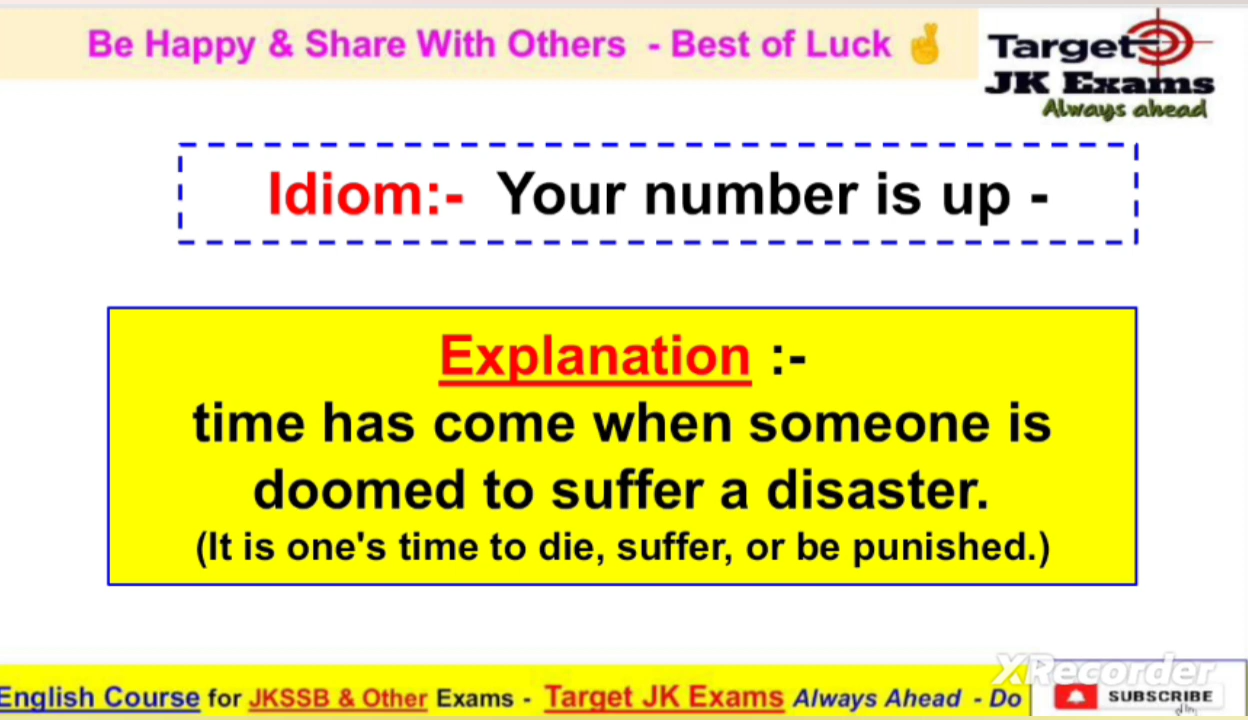 Be Happy & Share With Others - Best of Luck 🤞
Target
JK Exams
Always ahead
Idiom:- Your number is up -
Explanation :-
time has come when someone is
doomed to suffer a disaster.
(It is one's time to die, suffer, or be punished.)
XRecorder
English Course for JKSSB & Other Exams - Target JK Exams Always Ahead - Do
SUBSCRIBE